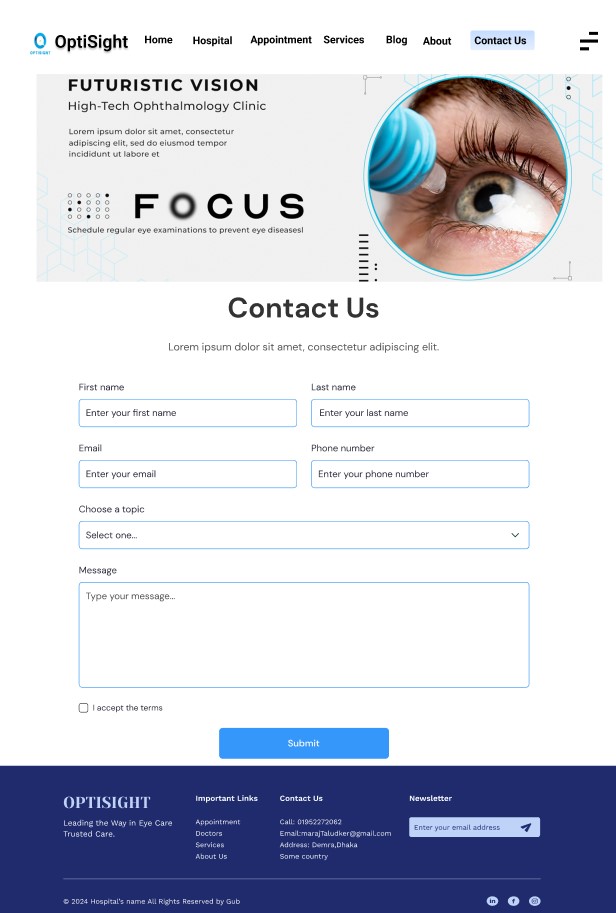 OPTISIGHT
OptiSight
Home
Hospital
Appointment
Services
Blog
About
Contact Us
FUTURISTIC VISION
High-Tech Ophthalmology Clinic
Lorem ipsum dolor sit amet, consectetur
adipiscing elit, sed do eiusmod tempor
incididunt ut labore et
FOCUS
Schedule regular eye examinations to prevent eye diseases!
Contact Us
Lorem ipsum dolor sit amet, consectetur adipiscing elit.
First name
Last name
Enter your first name
Enter your last name
Email
Phone number
Enter your email
Enter your phone number
Choose a topic
Select one...
Message
Type your message...
I accept the terms
Submit
OPTISIGHT
Leading the Way in Eye Care
Trusted Care.
Important Links
Appointment
Doctors
Services
About Us
Contact Us
Call: 01952272062
Email:marajTaludker@gmail.com
Address: Demra,Dhaka
Some country
Newsletter
Enter your email address
© 2024 Hospital's name All Rights Reserved by Gub